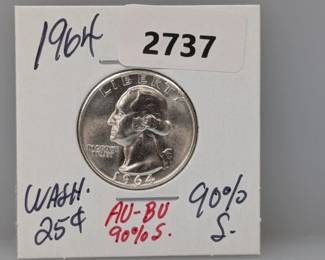 1964
2737
LIBERTY
IN GOD WE TRUST
1964
WASH.
25¢
AU-BU
90% S.
90%
S.